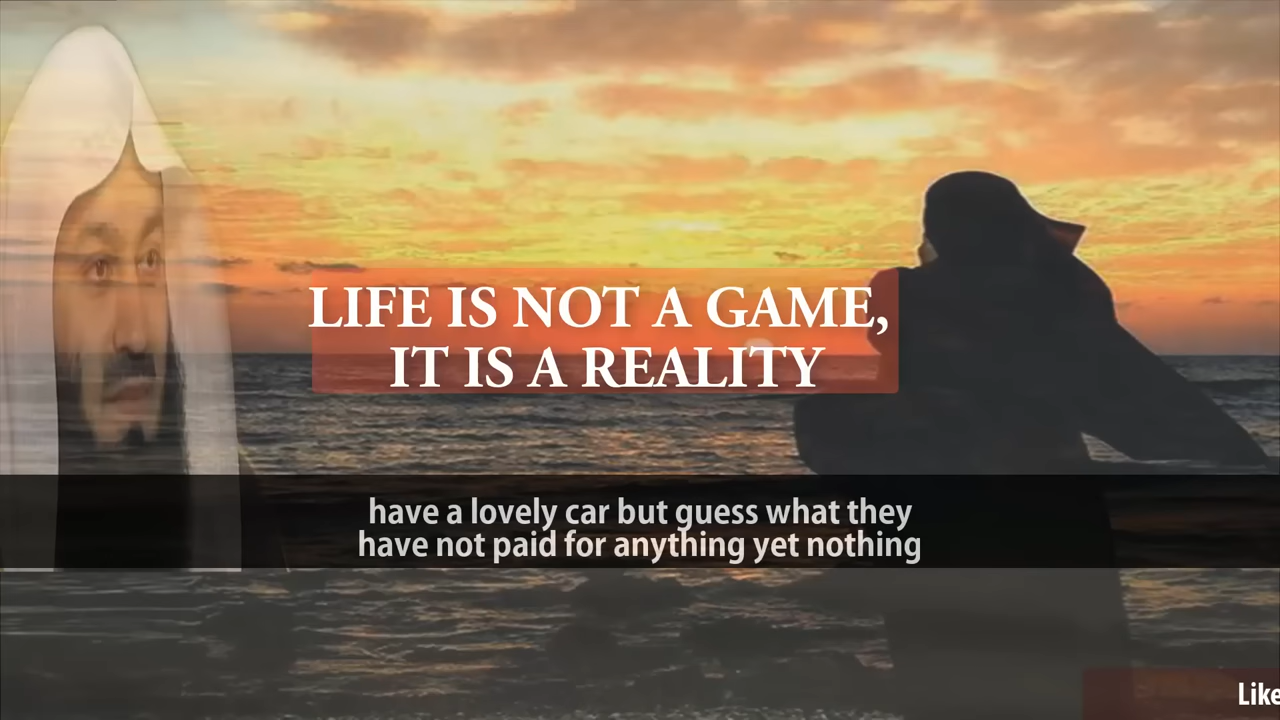 LIFE IS NOT A GAME,
IT IS A REALITY
have a lovely car but guess what they
have not paid for anything yet nothing
Like